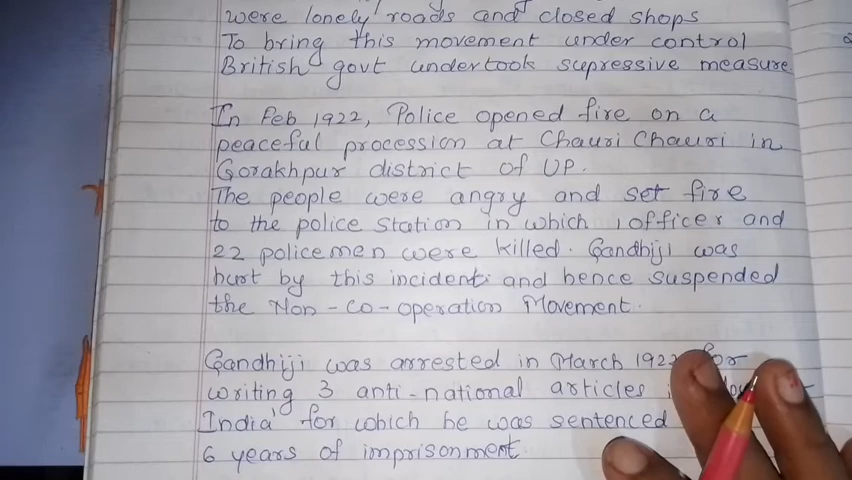 were lonely roads and closed shops
To bring this movement under control
British govt undertook supressive measure
In Feb 1922, Police opened fire on a
peaceful procession at Chauri Chauri in
Gorakhpur district of UP.
The people were angry and set fire
to the police station in which 1 officer and
22 policemen were killed. Gandhiji was
hurt by this incident and hence suspended
the Non-Co-operation Movement.
Gandhiji was arrested in March 1922 for
writing 3 anti-national articles
India' for which he was sentenced
6 years of imprisonment.